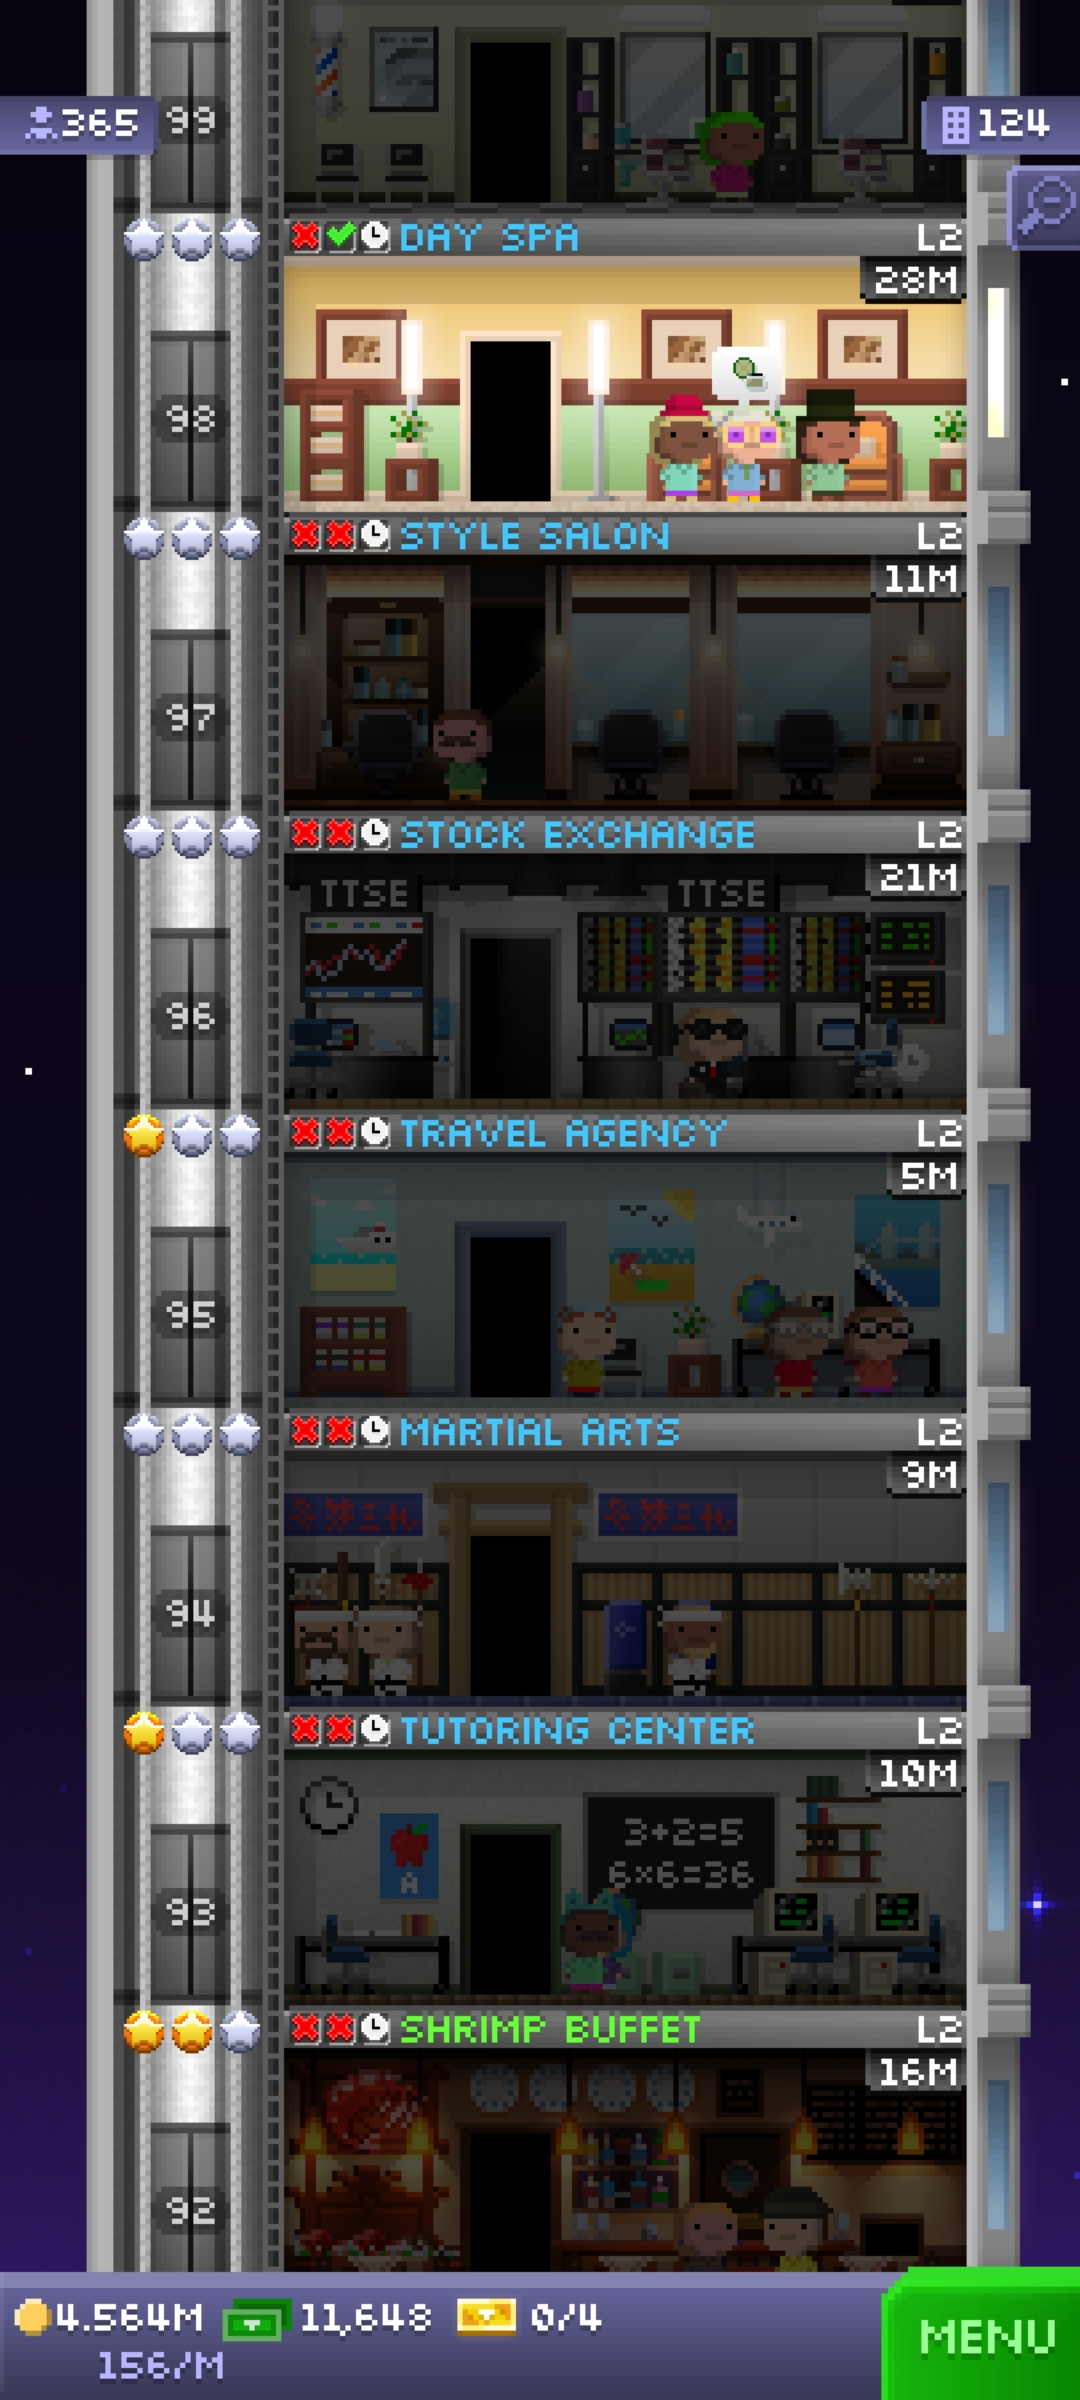 365
99
124
DAY SPA L2
28M
98
STYLE SALON L2
11M
97
STOCK EXCHANGE L2
21M
TTSE TTSE
96
TRAVEL AGENCY L2
5M
95
MARTIAL ARTS L2
9M
94
TUTORING CENTER L2
10M
3+2=5
6×6=36
A
93
SHRIMP BUFFET L2
16M
92
4.564M 11,648 0/4
156/M
MENU